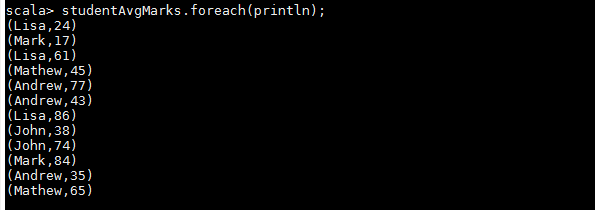 scala> studentAvgMarks.foreach(println);
(Lisa,24)
(Mark,17)
(Lisa,61)
(Mathew,45)
(Andrew,77)
(Andrew,43)
(Lisa,86)
(John,38)
(John,74)
(Mark,84)
(Andrew,35)
(Mathew,65)